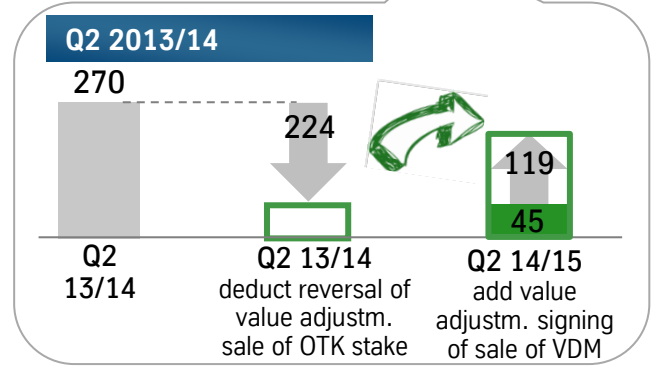 Q2 2013/14
270
224
119
45
Q2
13/14
Q2 13/14
deduct reversal of
value adjustm.
sale of OTK stake
Q2 14/15
add value
adjustm. signing
of sale of VDM